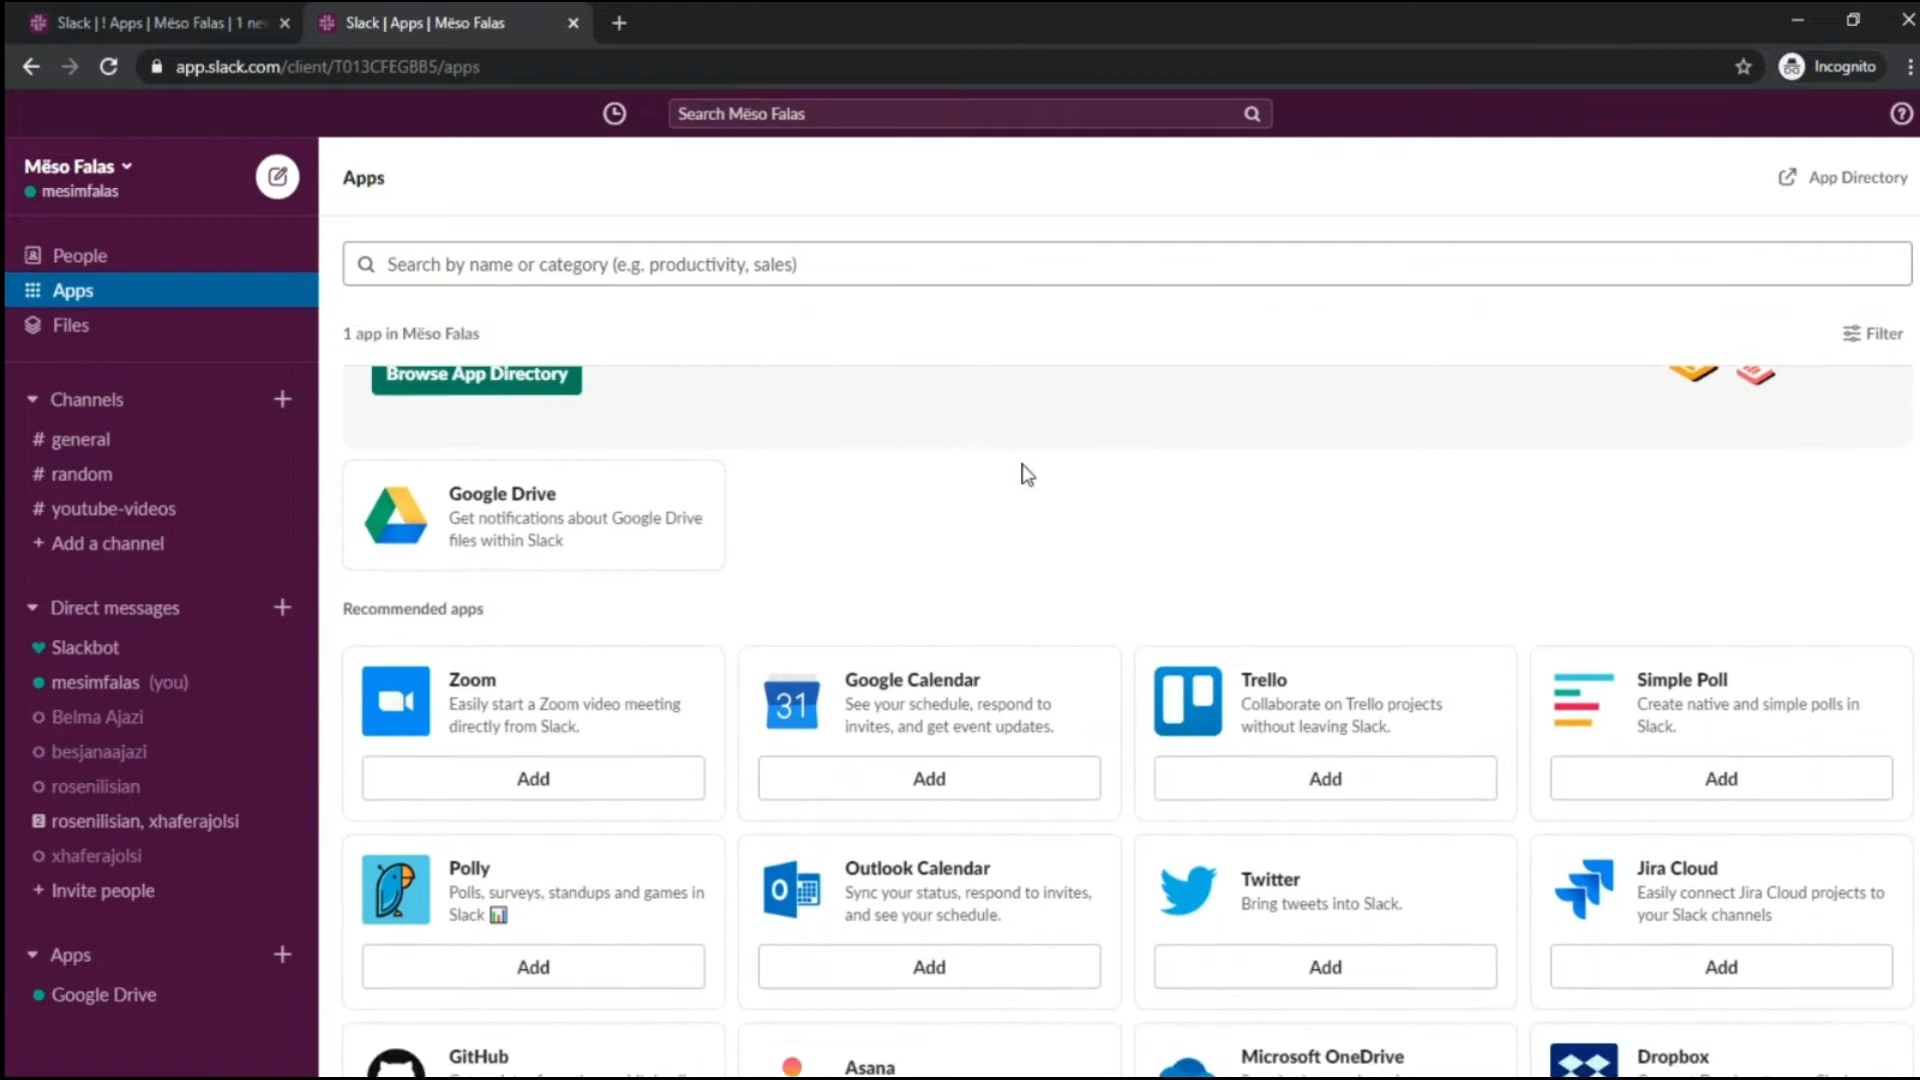 Slack | ! Apps | Mëso Falas | 1 ne
Slack | Apps | Mëso Falas
app.slack.com/client/T013CFEGBB5/apps
Incognito
Search Mëso Falas
Mëso Falas
mesimfalas
People
Apps
Files
Channels
# general
# random
# youtube-videos
+ Add a channel
Direct messages
Slackbot
mesimfalas (you)
Belma Ajazi
besjanaajazi
rosenilisian
2 rosenilisian, xhaferajolsi
xhaferajolsi
+ Invite people
Apps
Google Drive
Apps
App Directory
Search by name or category (e.g. productivity, sales)
1 app in Mëso Falas
Filter
Browse App Directory
Google Drive
Get notifications about Google Drive
files within Slack
Recommended apps
Zoom
Easily start a Zoom video meeting
directly from Slack.
Add
31
Google Calendar
See your schedule, respond to
invites, and get event updates.
Add
Trello
Collaborate on Trello projects
without leaving Slack.
Add
Simple Poll
Create native and simple polls in
Slack.
Add
Polly
Polls, surveys, standups and games in
Slack
Add
Outlook Calendar
Sync your status, respond to invites,
and see your schedule.
Add
Twitter
Bring tweets into Slack.
Add
Jira Cloud
Easily connect Jira Cloud projects to
your Slack channels
Add
GitHub
Asana
Microsoft OneDrive
Dropbox